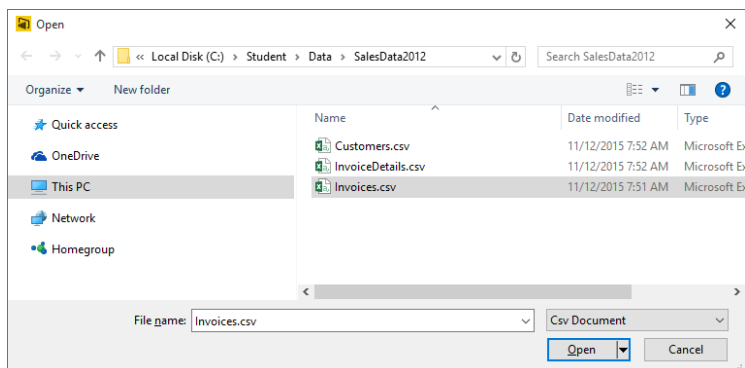 Open
« Local Disk (C:) > Student > Data > SalesData2012
Search SalesData2012
Organize
New folder
Name
Date modified
Type
Quick access
OneDrive
This PC
Network
Homegroup
Customers.csv 11/12/2015 7:52 AM Microsoft Ex
InvoiceDetails.csv 11/12/2015 7:52 AM Microsoft Ex
Invoices.csv 11/12/2015 7:51 AM Microsoft Ex
File name: Invoices.csv
Csv Document
Open
Cancel